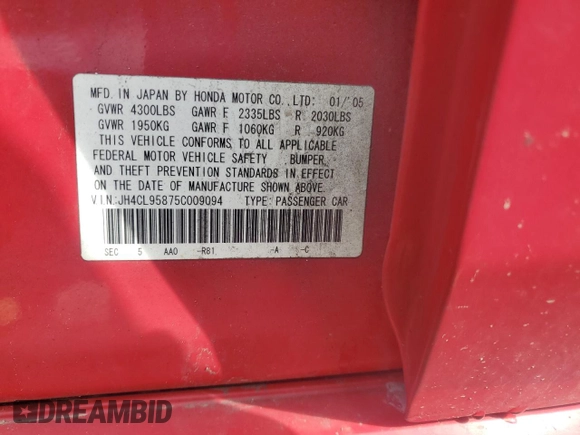 MFD. IN JAPAN BY HONDA MOTOR CO.,LTD: 01/'05
GVWR 4300LBS GAWR F 2335LBS R 2030LBS
GVWR 1950KG GAWR F 1060KG R 920KG
THIS VEHICLE CONFORMS TO ALL APPLICABLE
FEDERAL MOTOR VEHICLE SAFETY , BUMPER,
AND THEFT PREVENTION STANDARDS IN EFFECT
ON THE DATE OF MANUFACTURE SHOWN ABOVE.
VIN:JH4CL95875C009094 TYPE:PASSENGER CAR
SEC 5 AAO -R81 -A -C
DREAMBID